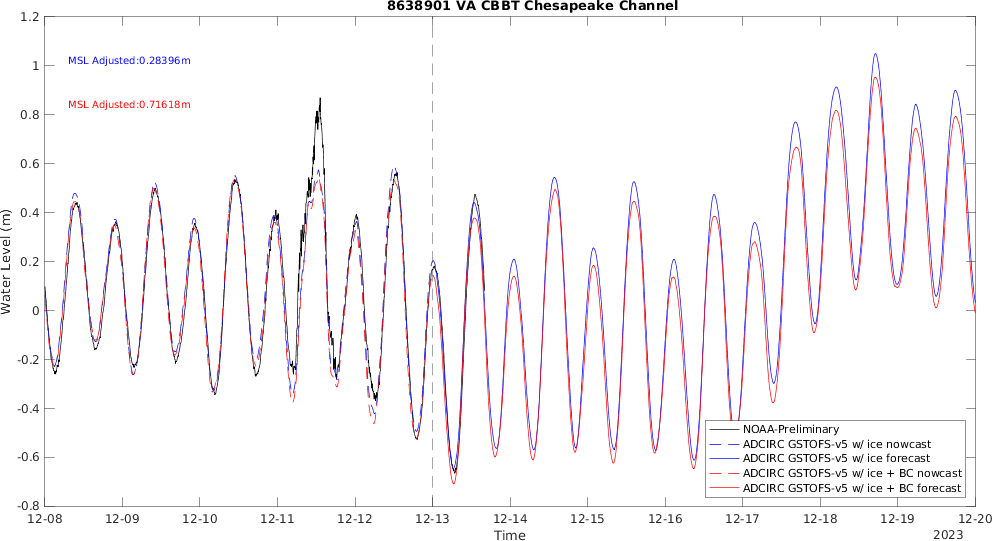 8638901 VA CBBT Chesapeake Channel
1.2
1
0.8
0.6
0.4
0.2
0
-0.2
-0.4
-0.6
-0.8
Water Level (m)
MSL Adjusted:0.28396m
MSL Adjusted:0.71618m
NOAA-Preliminary
ADCIRC GSTOFS-v5 w/ ice nowcast
ADCIRC GSTOFS-v5 w/ ice forecast
ADCIRC GSTOFS-v5 w/ ice + BC nowcast
ADCIRC GSTOFS-v5 w/ ice + BC forecast
12-08 12-09 12-10 12-11 12-12 12-13 12-14 12-15 12-16 12-17 12-18 12-19 12-20
Time
2023